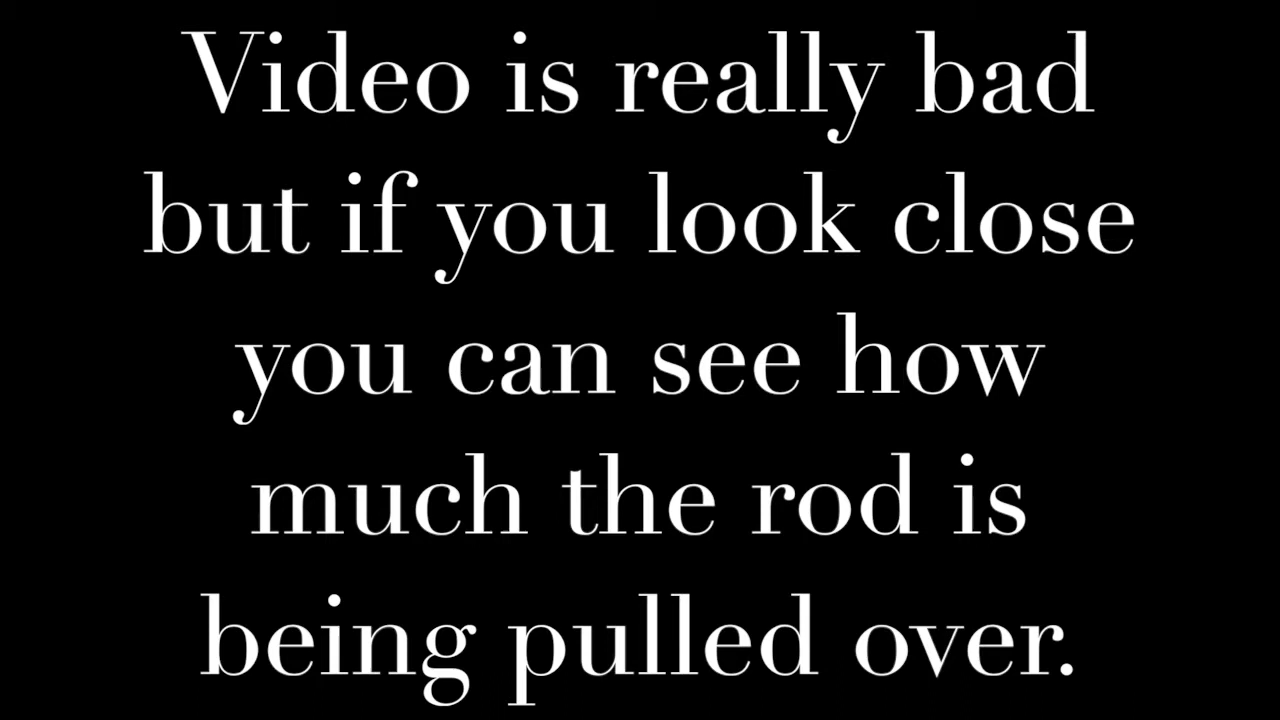 Video is really bad
but if you look close
you can see how
much the rod is
being pulled over.